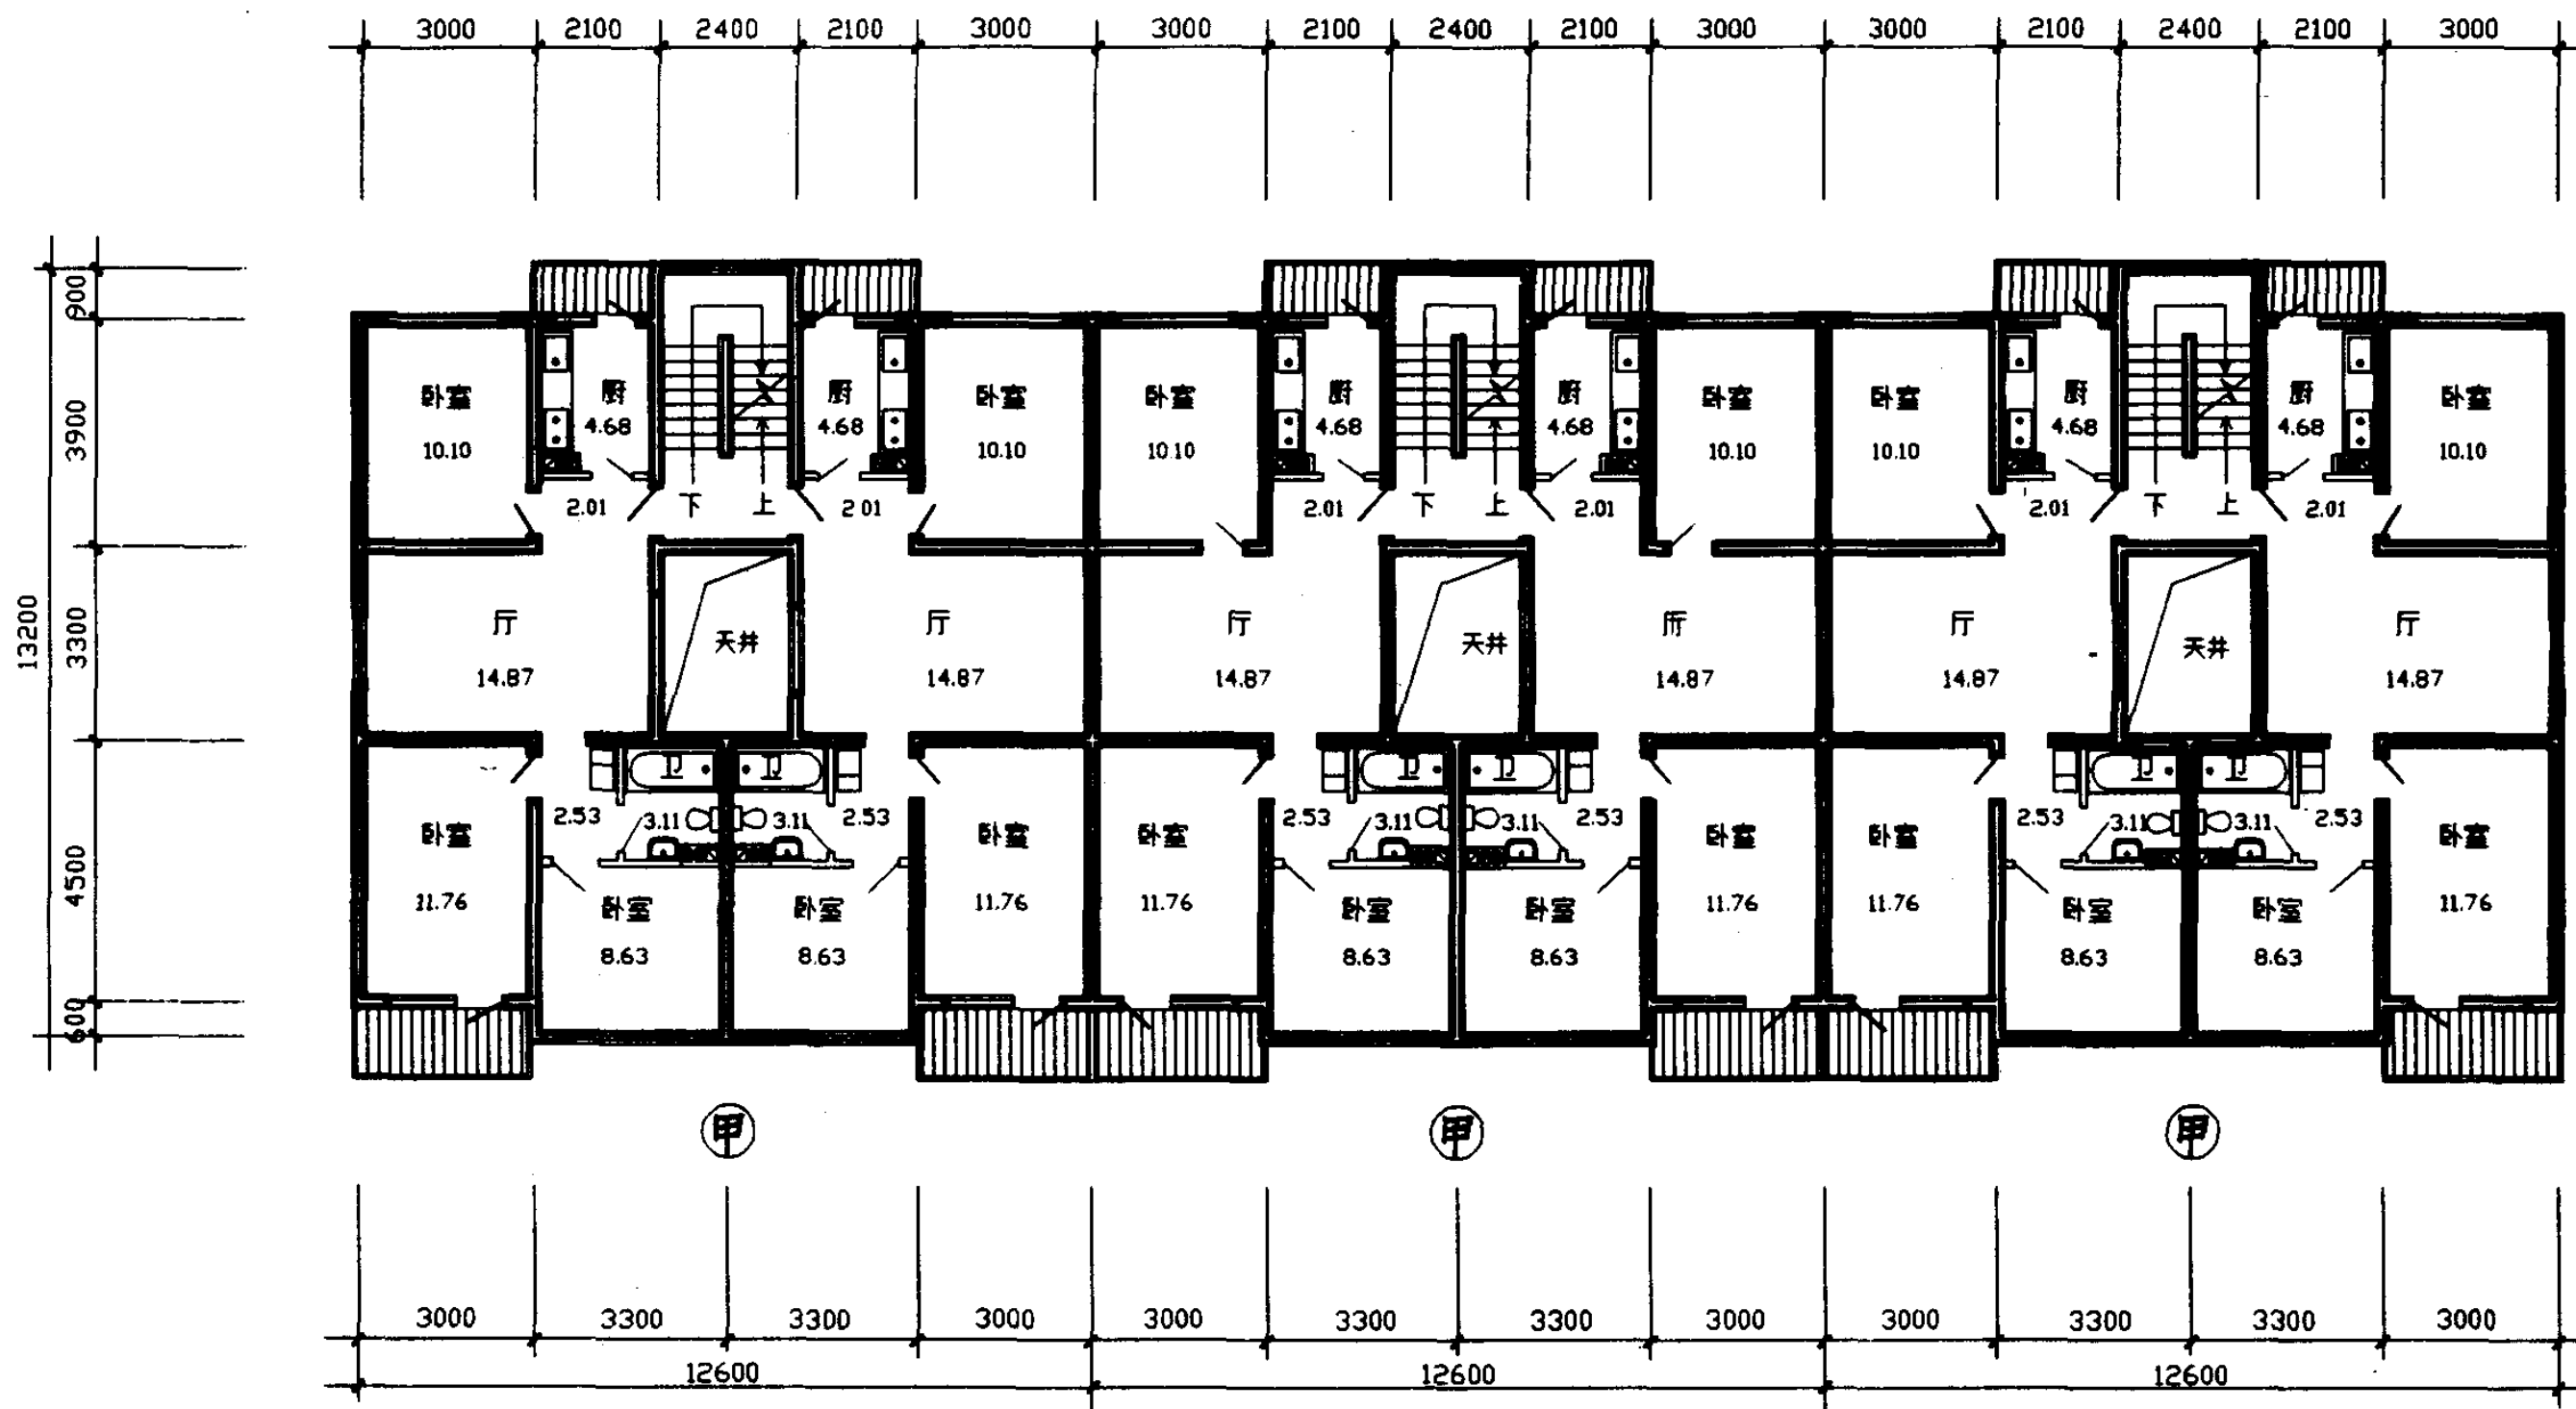 3000 2100 2400 2100 3000 3000 2100 2400 2100 3000 3000 2100 2400 2100 3000
900
3900
3300
4500
600
13200
卧室 厨 厨 卧室 卧室 厨 厨 卧室 卧室 厨 厨 卧室
4.68 4.68 4.68 4.68 4.68 4.68
10.10 10.10 10.10 10.10 10.10 10.10
2.01 下 上 2.01 2.01 下 上 2.01 2.01 下 上 2.01
厅 厅 厅 厅 厅 厅
天井 天井 天井
14.87 14.87 14.87 14.87 14.87 14.87
卫 卫 卫 卫 卫 卫
2.53 3.11 3.11 2.53 2.53 3.11 3.11 2.53 2.53 3.11 3.11 2.53
卧室 卧室 卧室 卧室 卧室 卧室
11.76 卧室 卧室 11.76 11.76 卧室 卧室 11.76 11.76 卧室 卧室 11.76
8.63 8.63 8.63 8.63 8.63 8.63
甲 甲 甲
3000 3300 3300 3000 3000 3300 3300 3000 3000 3300 3300 3000
12600 12600 12600